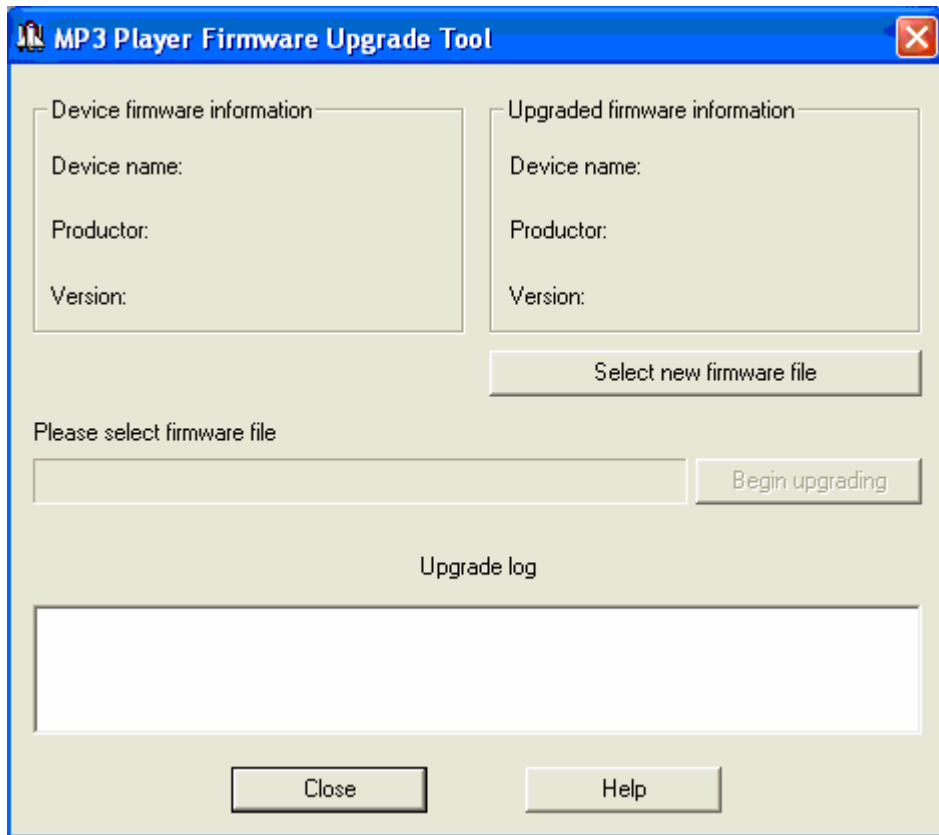 MP3 Player Firmware Upgrade Tool
Device firmware information
Device name:
Productor:
Version:
Upgraded firmware information
Device name:
Productor:
Version:
Select new firmware file
Please select firmware file
Begin upgrading
Upgrade log
Close
Help